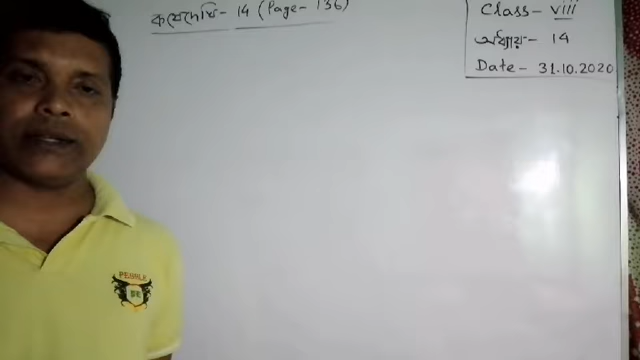 কষেদেখি- 14 (Page- 136)
Class- viii
অধ্যায়- 14
Date- 31.10.2020